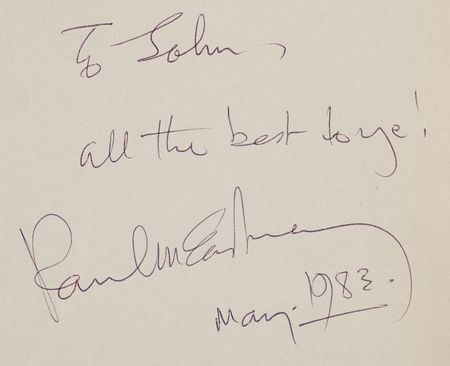 To John,
all the best to ye!
Paul McCartney
May. 1983.